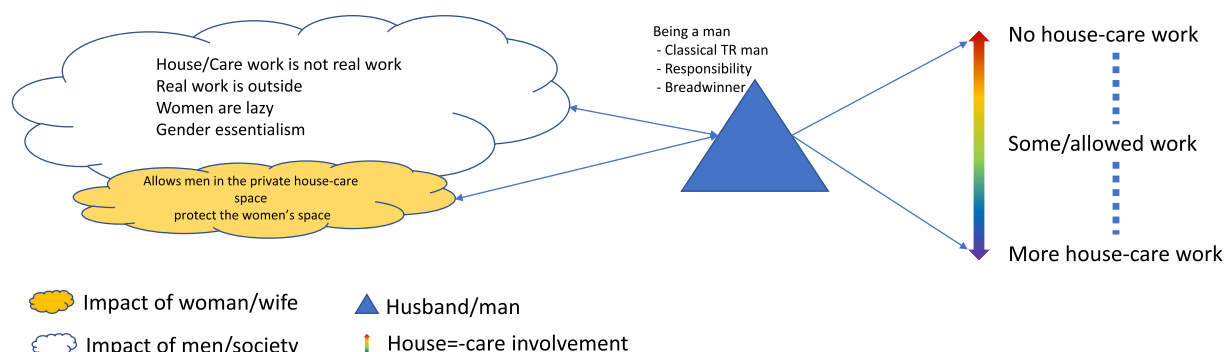 House/Care work is not real work
Real work is outside
Women are lazy
Gender essentialism
Allows men in the private house-care
space
protect the women's space
Being a man
- Classical TR man
- Responsibility
- Breadwinner
No house-care work
Some/allowed work
More house-care work
Impact of woman/wife
Husband/man
Impact of men/society
House=-care involvement